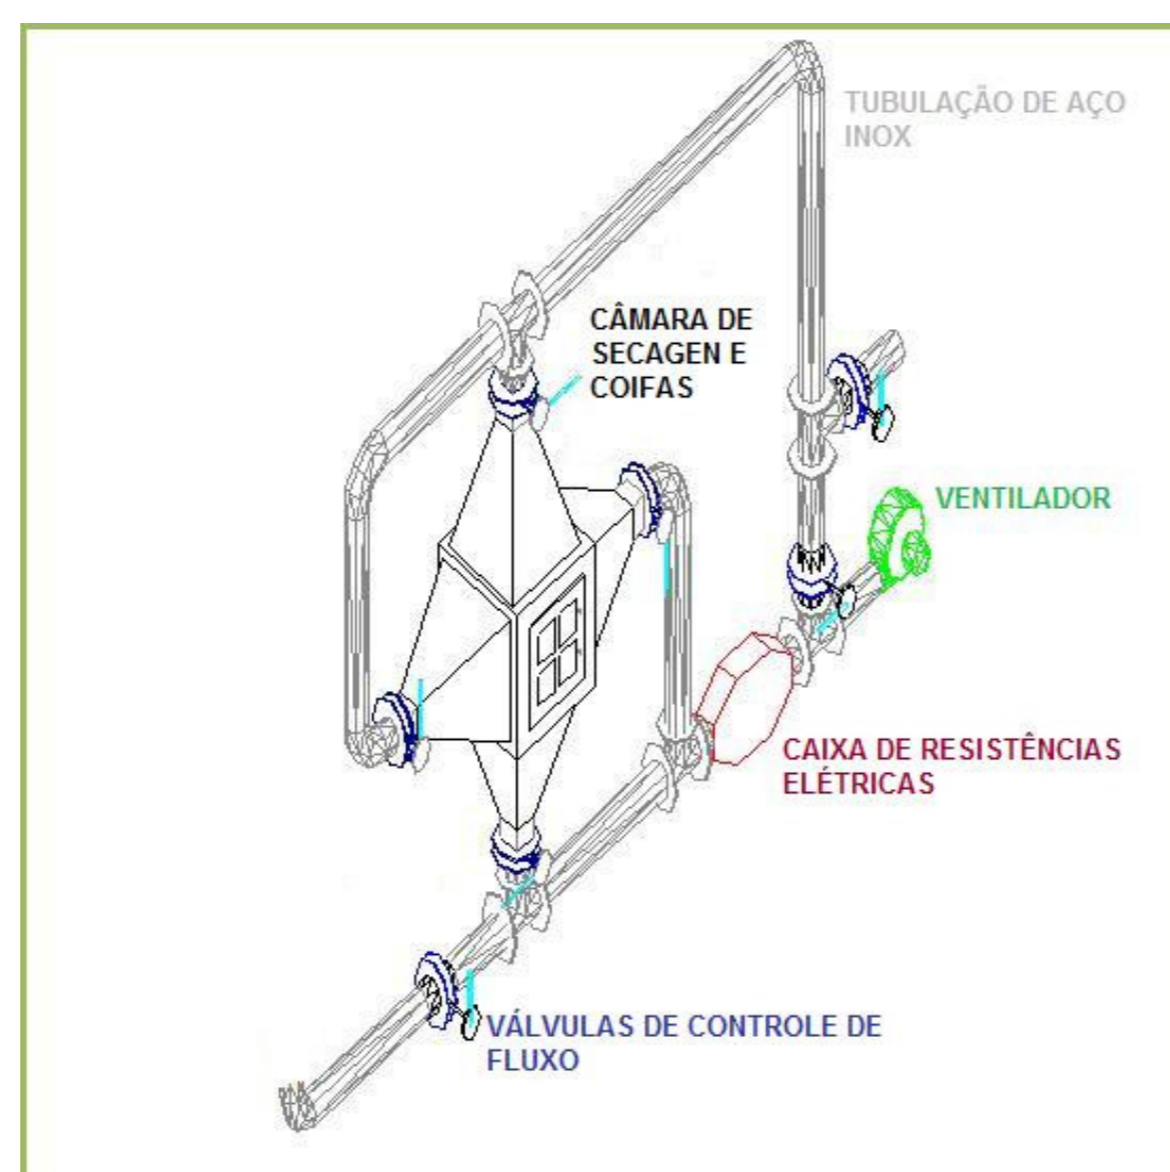 TUBULAÇÃO DE AÇO
INOX
CÂMARA DE
SECAGEN E
COIFAS
VENTILADOR
CAIXA DE RESISTÊNCIAS
ELÉTRICAS
VÁLVULAS DE CONTROLE DE
FLUXO